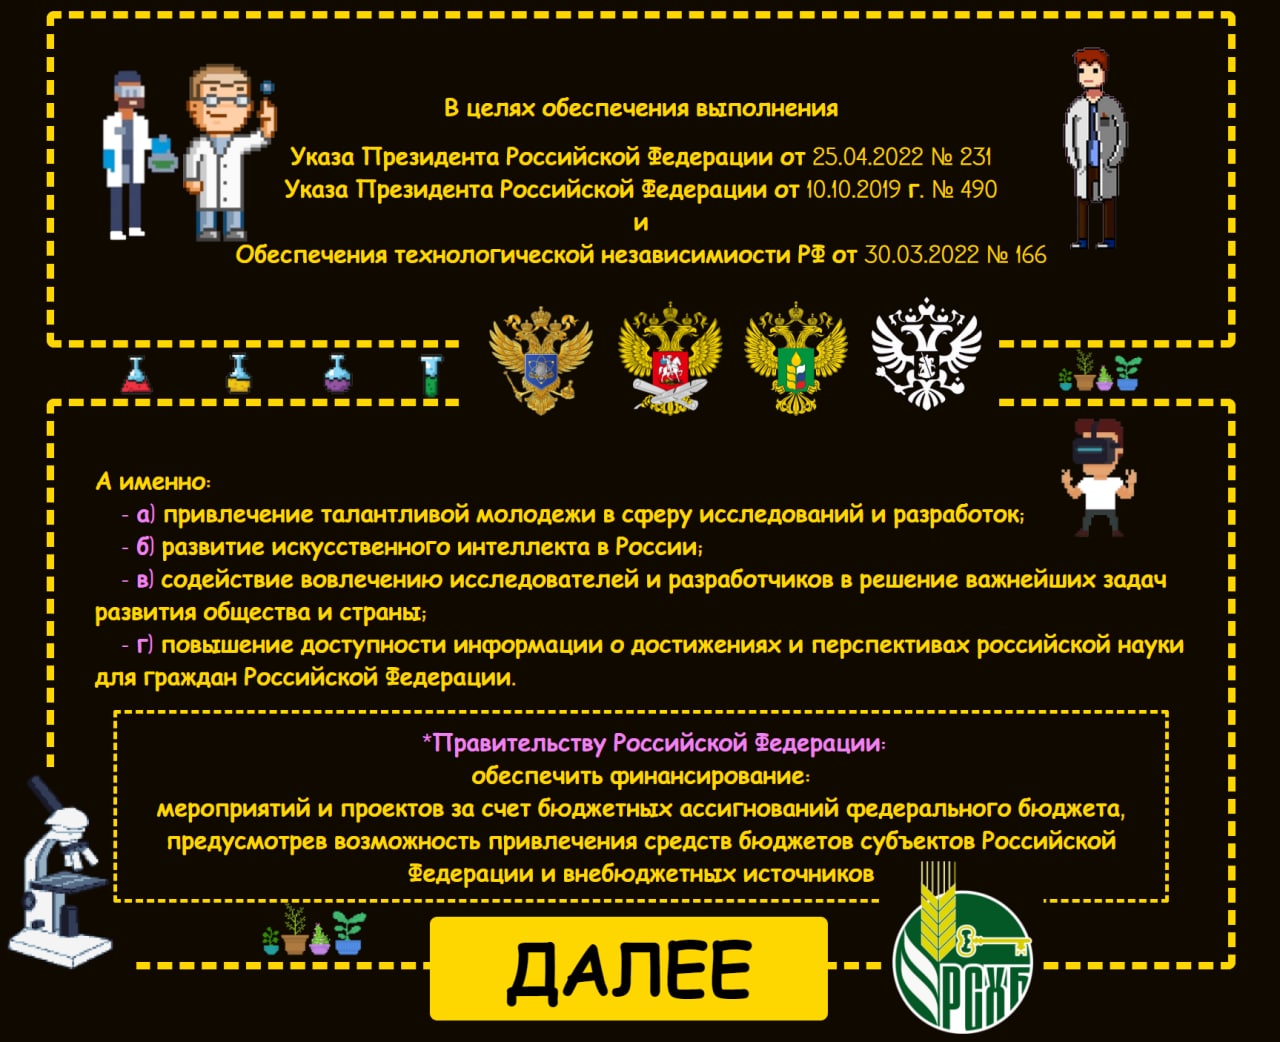 В целях обеспечения выполнения
Указа Президента Российской Федерации от 25.04.2022 № 231
Указа Президента Российской Федерации от 10.10.2019 г. № 490
и
Обеспечения технологической независимиости РФ от 30.03.2022 № 166
А именно:
- а) привлечение талантливой молодежи в сферу исследований и разработок;
- б) развитие искусственного интеллекта в России;
- в) содействие вовлечению исследователей и разработчиков в решение важнейших задач
развития общества и страны;
- г) повышение доступности информации о достижениях и перспективах российской науки
для граждан Российской Федерации.
*Правительству Российской Федерации:
обеспечить финансирование:
мероприятий и проектов за счет бюджетных ассигнований федерального бюджета,
предусмотрев возможность привлечения средств бюджетов субъектов Российской
Федерации и внебюджетных источников
ДАЛЕЕ
РСХБ